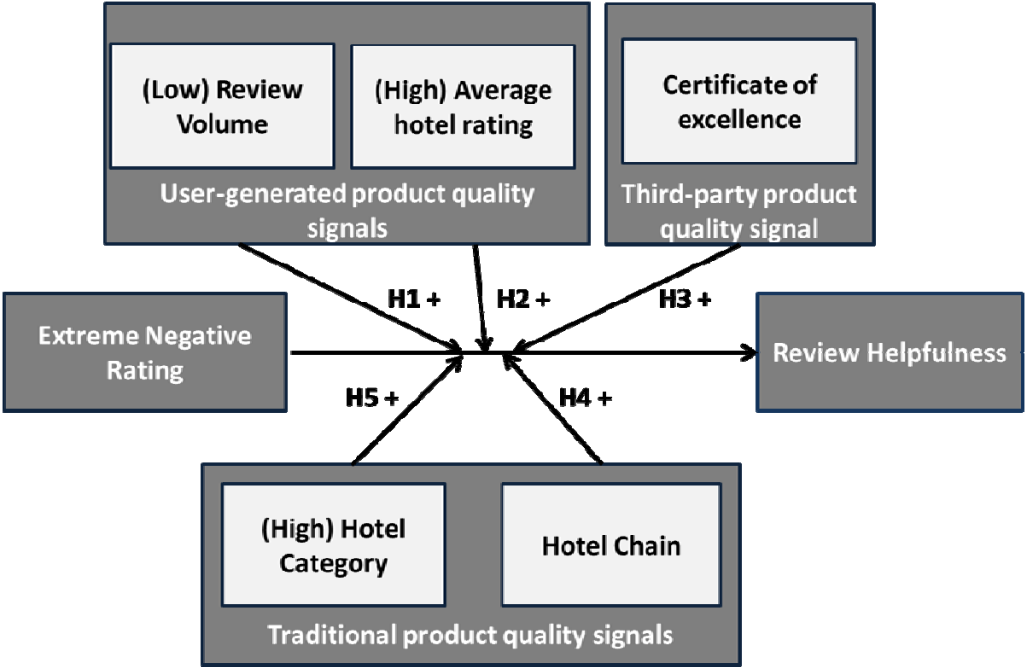 (Low) Review
Volume
(High) Average
hotel rating
User-generated product quality
signals
Certificate of
excellence
Third-party product
quality signal
H1 +
H2 +
H3 +
Extreme Negative
Rating
Review Helpfulness
H5 +
H4 +
(High) Hotel
Category
Hotel Chain
Traditional product quality signals